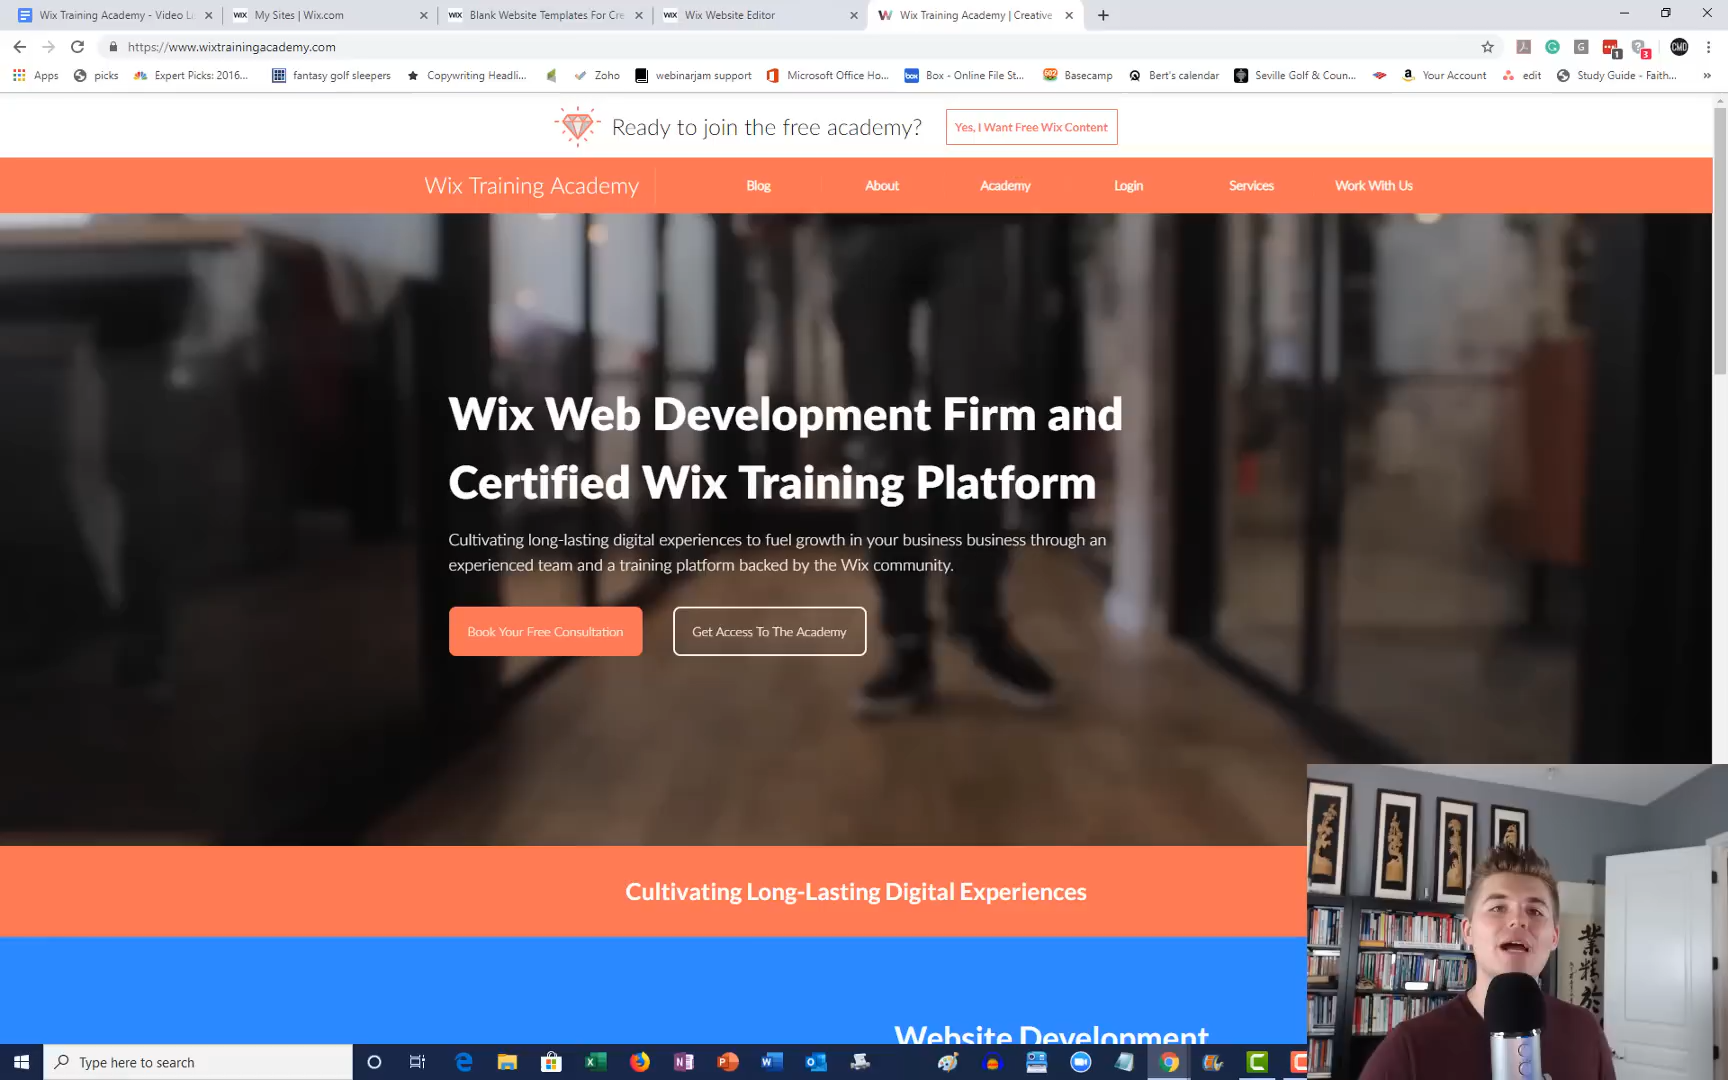 Wix Training Academy - Video L
My Sites | Wix.com
Blank Website Templates For Cre
Wix Website Editor
Wix Training Academy | Creative
https://www.wixtrainingacademy.com
Apps
picks
Expert Picks: 2016...
fantasy golf sleepers
Copywriting Headli...
Zoho
webinarjam support
Microsoft Office Ho...
Box - Online File St...
Basecamp
Bert's calendar
Seville Golf & Coun...
Your Account
edit
Study Guide - Faith...
Ready to join the free academy?
Yes, I Want Free Wix Content
Wix Training Academy
Blog
About
Academy
Login
Services
Work With Us
Wix Web Development Firm and
Certified Wix Training Platform
Cultivating long-lasting digital experiences to fuel growth in your business business through an
experienced team and a training platform backed by the Wix community.
Book Your Free Consultation
Get Access To The Academy
Cultivating Long-Lasting Digital Experiences
Website Development
Type here to search